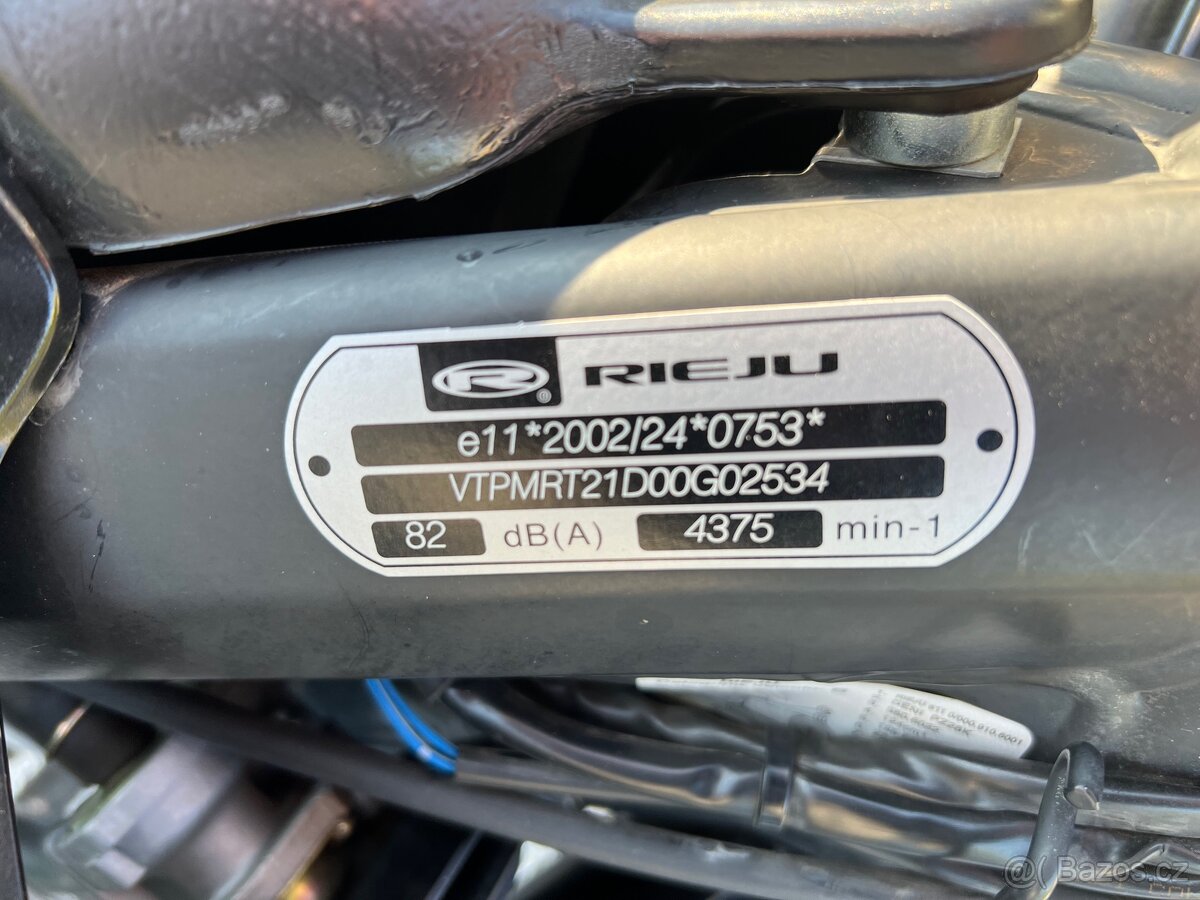 R ® RIEJU
e11*2002/24*0753*
VTPMRT21D00G02534
82 dB(A) 4375 min-1
@( Bazos.cz